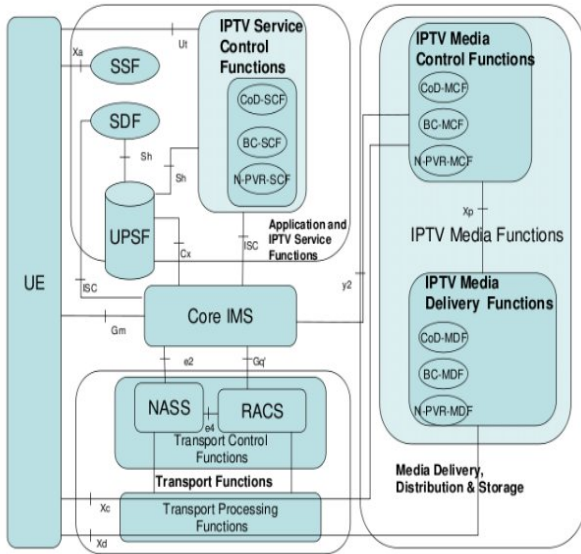 Ut
IPTV Service
Control
Functions
Xa
SSF
SDF
CoD-SCF
BC-SCF
N-PVR-SCF
Sh
Sh
UPSF
Cx
ISC
Application and
IPTV Service
Functions
UE
ISC
Core IMS
Gm
y2
e2
Gq'
NASS
e4
RACS
Transport Control
Functions
Transport Functions
Transport Processing
Functions
Xc
Xd
IPTV Media
Control Functions
CoD-MCF
BC-MCF
N-PVR-MCF
Xp
IPTV Media Functions
IPTV Media
Delivery Functions
CoD-MDF
BC-MDF
N-PVR-MDF
Media Delivery,
Distribution & Storage